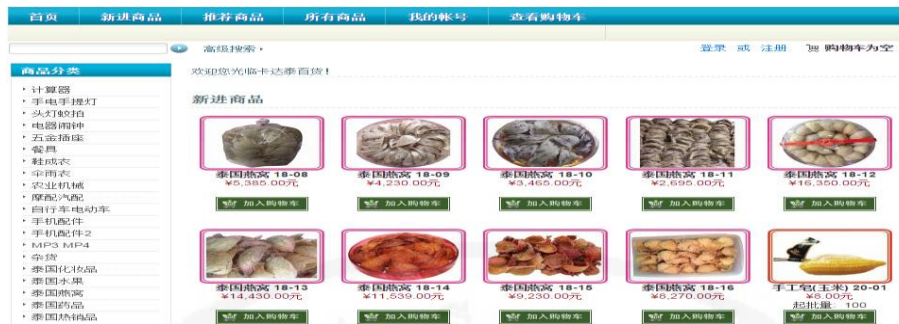 首页 新进商品 推荐商品 所有商品 我的帐号 查看购物车
高级搜索
登录 或 注册 购物车为空
商品分类
计算器
手电手提灯
头灯蚊拍
电器闹钟
五金插座
餐具
鞋成衣
伞雨衣
农业机械
摩配汽配
自行车电动车
手机配件
手机配件2
MP3 MP4
杂货
泰国化妆品
泰国水果
泰国燕窝
泰国药品
泰国热销品
欢迎您光临卡达泰百货!
新进商品
泰国燕窝 18-08 泰国燕窝 18-09 泰国燕窝 18-10 泰国燕窝 18-11 泰国燕窝 18-12
¥5,385.00元 ¥4,230.00元 ¥3,465.00元 ¥2,695.00元 ¥16,350.00元
加入购物车 加入购物车 加入购物车 加入购物车 加入购物车
泰国燕窝 18-13 泰国燕窝 18-14 泰国燕窝 18-15 泰国燕窝 18-16 手工皂(玉米) 20-01
¥14,430.00元 ¥11,539.00元 ¥9,230.00元 ¥8,270.00元 ¥8.00元
起批量: 100
加入购物车 加入购物车 加入购物车 加入购物车 加入购物车